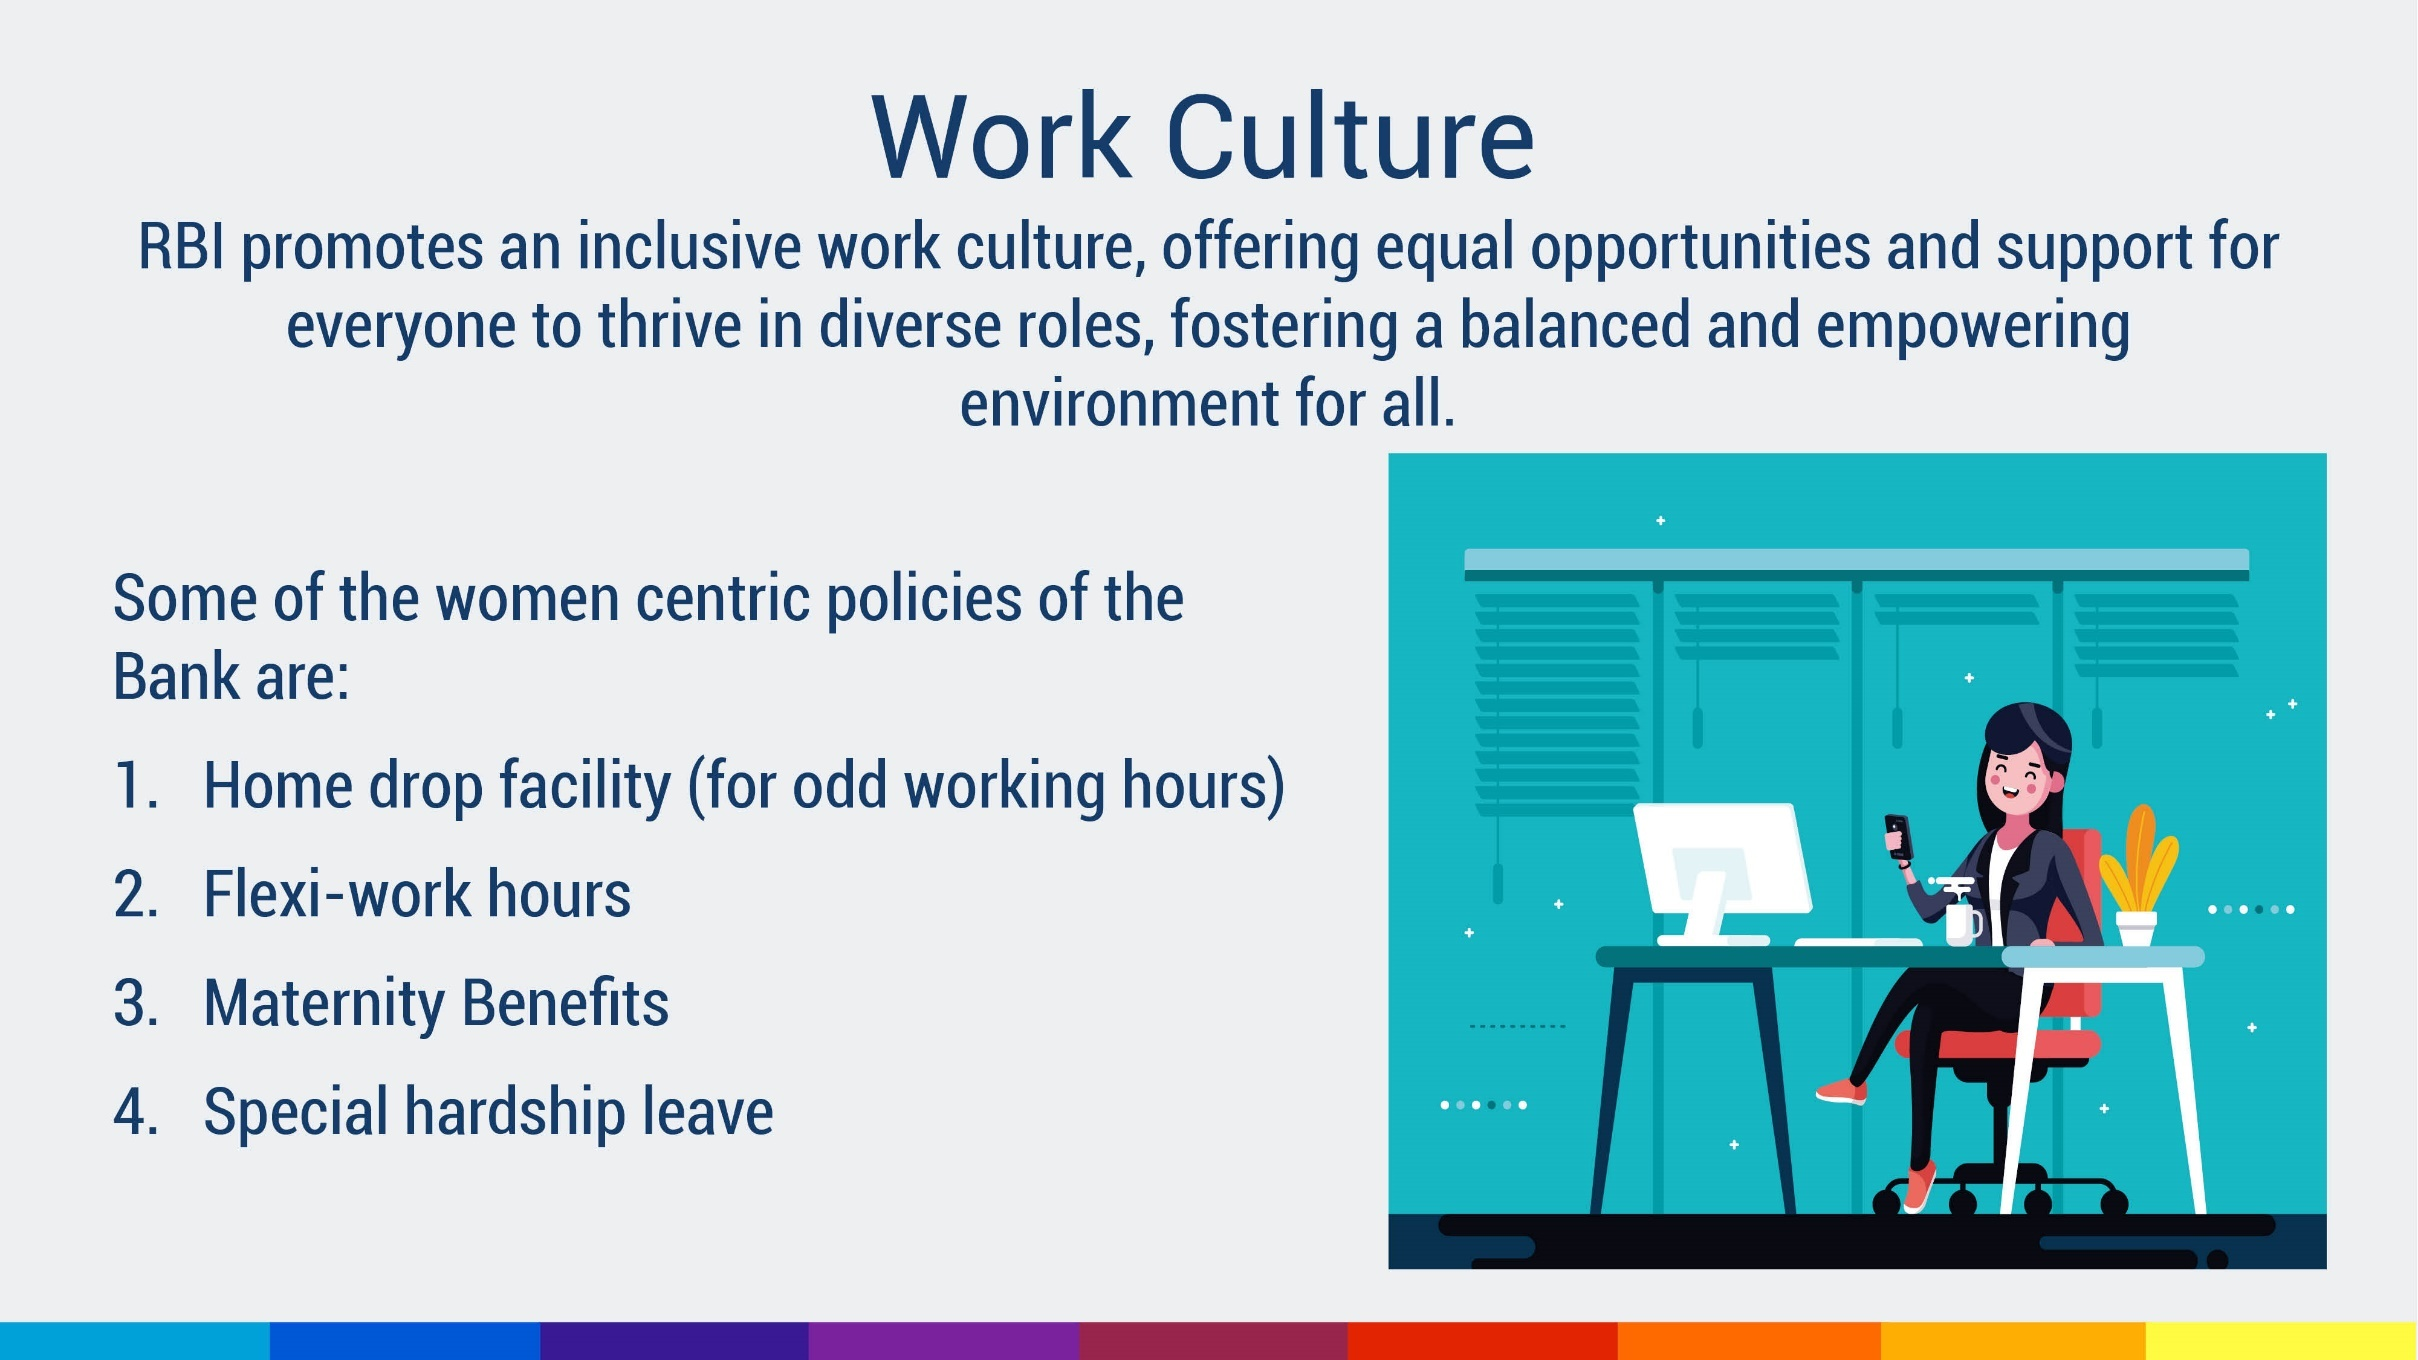 Work Culture
RBI promotes an inclusive work culture, offering equal opportunities and support for
everyone to thrive in diverse roles, fostering a balanced and empowering
environment for all.
Some of the women centric policies of the
Bank are:
1. Home drop facility (for odd working hours)
2. Flexi-work hours
3. Maternity Benefits
4. Special hardship leave